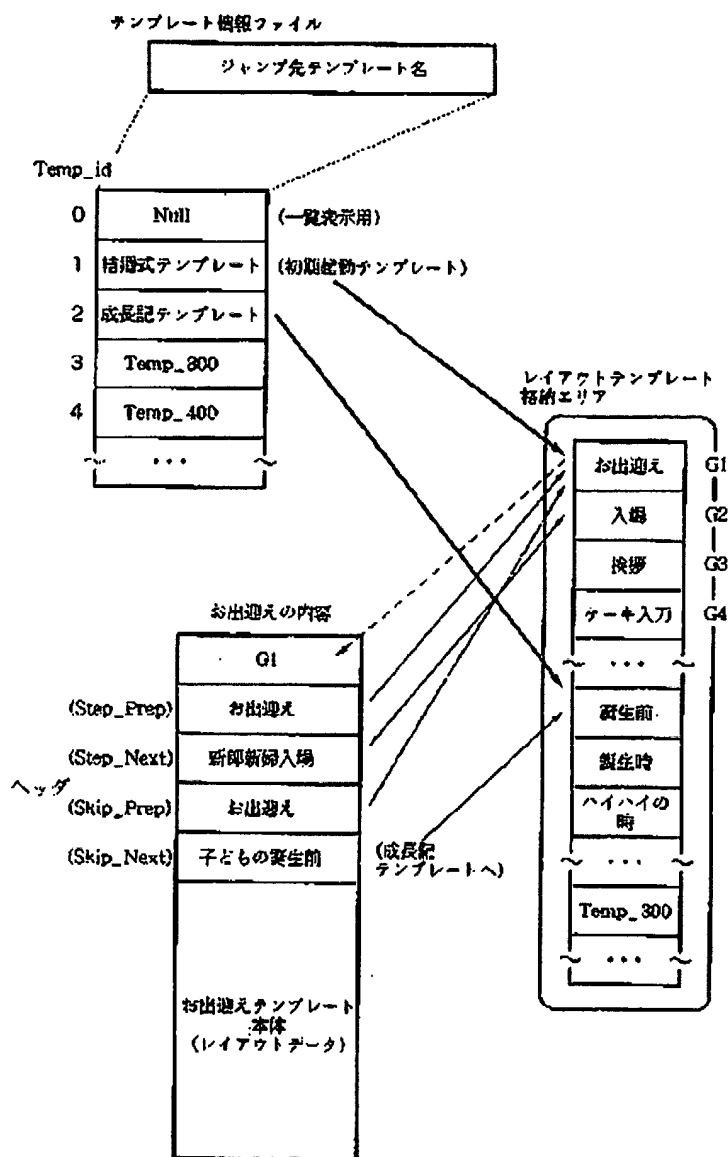 テンプレート情報ファイル
ジャンプ先テンプレート名
Temp_id
0 Null (一覧表示用)
1 結婚式テンプレート (初期起動テンプレート)
2 成長記テンプレート
3 Temp_300
4 Temp_400
~ ・・・ ~
レイアウトテンプレート
格納エリア
お出迎え G1
入場 G2
挨拶 G3
ケーキ入刀 G4
~ ・・・ ~
誕生前
誕生時
ハイハイの
時
~ ・・・ ~
Temp_300
~ ・・・ ~
お出迎えの内容
G1
(Step_Prep) お出迎え
(Step_Next) 新郎新婦入場
ヘッダ
(Skip_Prep) お出迎え
(Skip_Next) 子どもの誕生前
(成長記
テンプレートへ)
お出迎えテンプレート
本体
(レイアウトデータ)